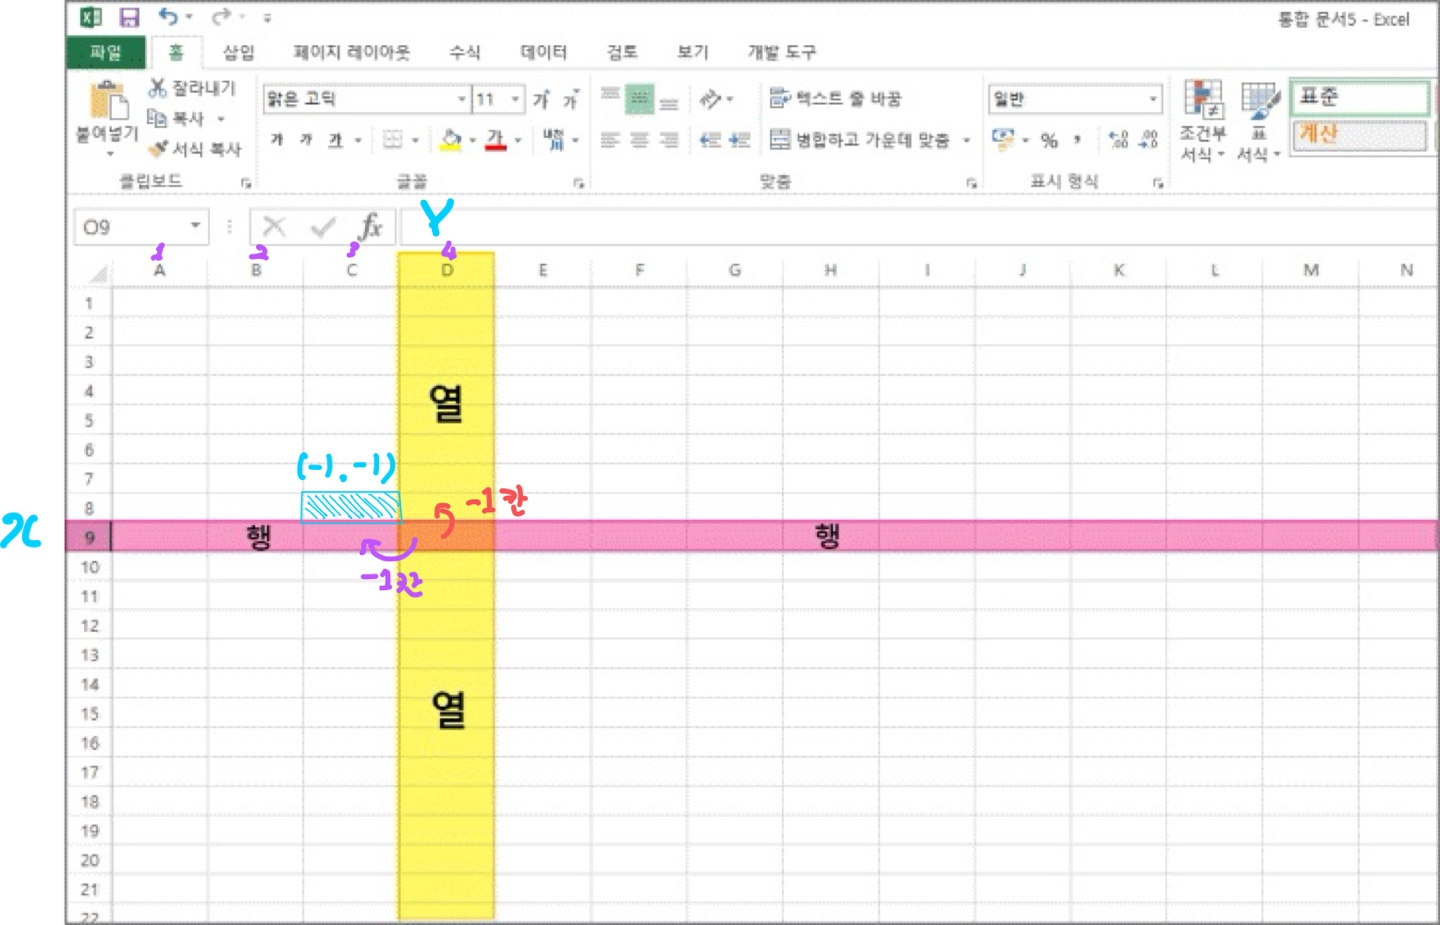 통합 문서5 - Excel
파일 홈 삽입 페이지 레이아웃 수식 데이터 검토 보기 개발 도구
붙여넣기
잘라내기
복사
서식 복사
클립보드
맑은 고딕 11 가 가
가 가 가 가 내천
글꼴
텍스트 줄 바꿈
병합하고 가운데 맞춤
맞춤
일반
% ,
표시 형식
조건부
서식
표
서식
표준
계산
O9 fx
Y
1 2 3 4
A B C D E F G H I J K L M N
1
2
3
4
열
5
6
7
(-1, -1)
8
-1칸
x
9 행 행
10
-1칸
11
12
13
14
15
열
16
17
18
19
20
21
22